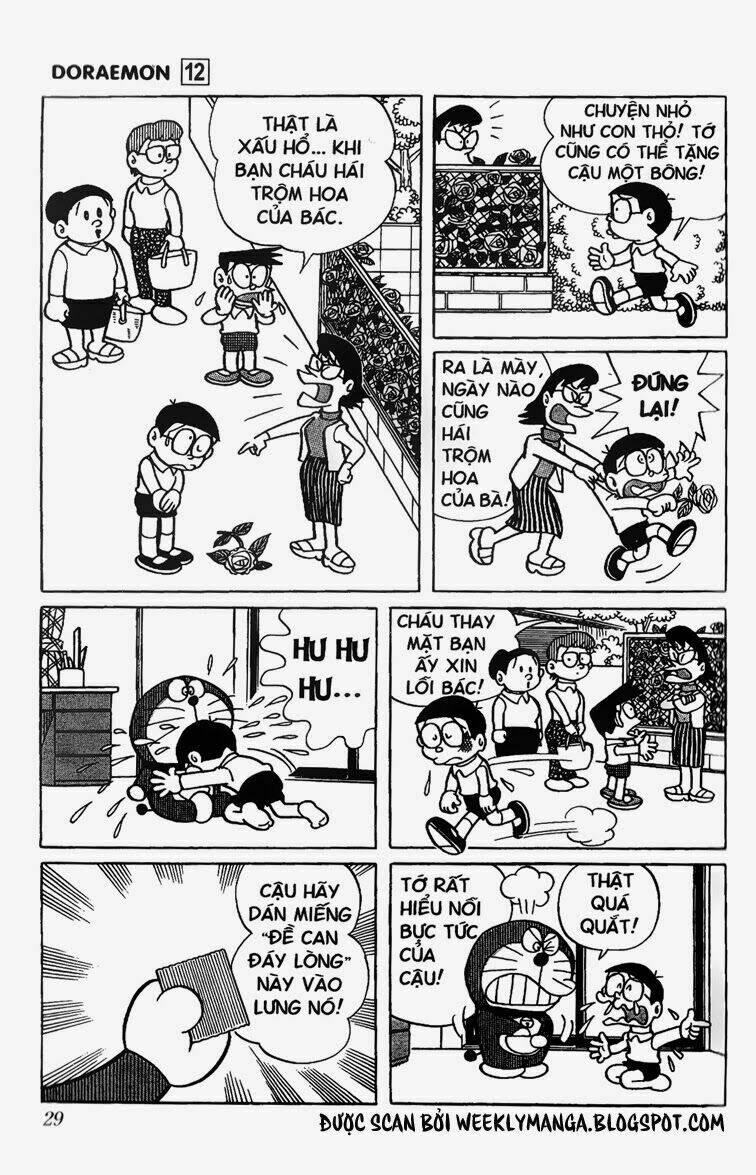 DORAEMON 12
CHUYỆN NHỎ
NHƯ CON THỎ! TỚ
CŨNG CÓ THỂ TẶNG
CẬU MỘT BÔNG!
ĐỨNG
LẠI!
RA LÀ MÀY,
NGÀY NÀO
CŨNG
HÁI
TRỘM
HOA
CỦA BÀ!
THẬT LÀ
XẤU HỔ... KHI
BẠN CHÁU HÁI
TRỘM HOA
CỦA BÁC.
CHÁU THAY
MẶT BẠN
ẤY XIN
LỖI BÁC!
HU HU
HU...
THẬT
QUÁ
QUẮT!
TỚ RẤT
HIỂU NỖI
BỰC TỨC
CỦA
CẬU!
CẬU HÃY
DÁN MIẾNG
“ĐỀ CAN
ĐÁY LÒNG”
NÀY VÀO
LƯNG NÓ!
29
ĐƯỢC SCAN BỞI WEEKLYMANGA.BLOGSPOT.COM